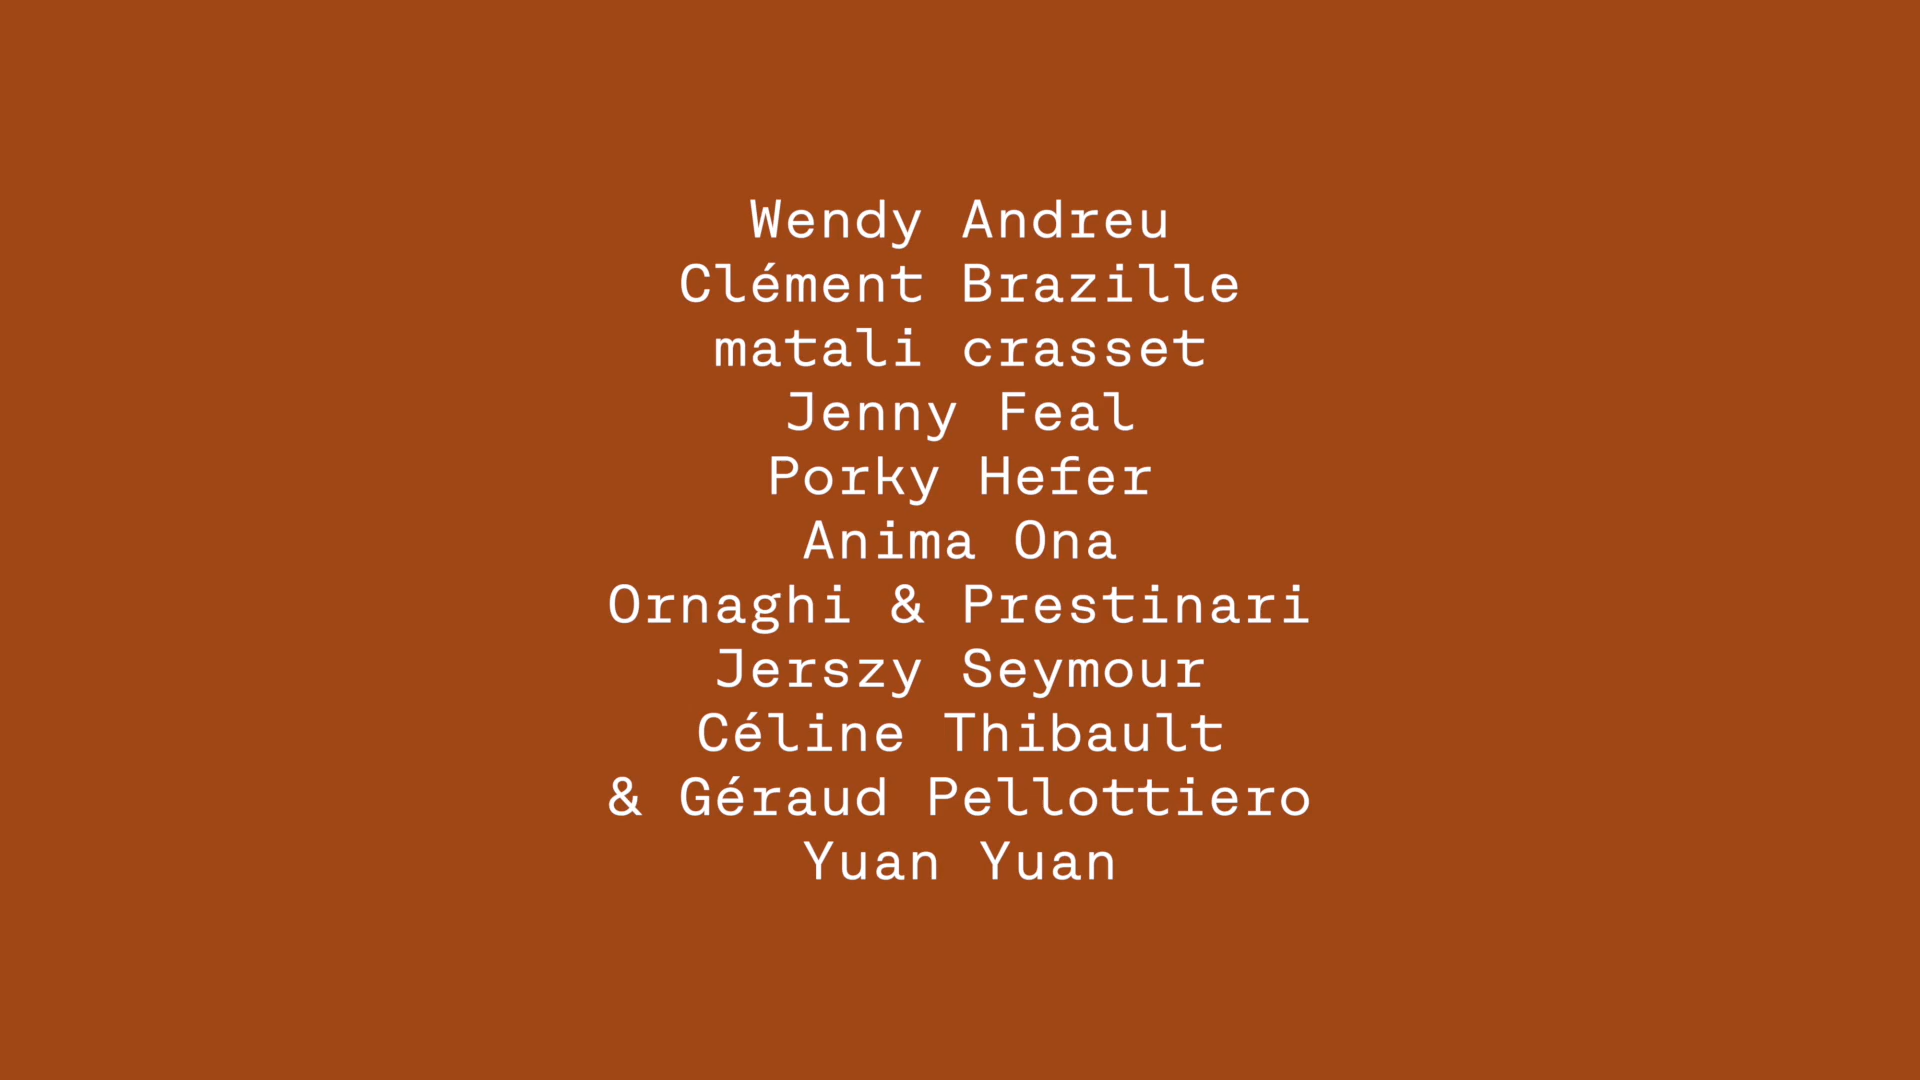 Wendy Andreu
Clément Brazille
matali crasset
Jenny Feal
Porky Hefer
Anima Ona
Ornaghi & Prestinari
Jerszy Seymour
Céline Thibault
& Géraud Pellottiero
Yuan Yuan